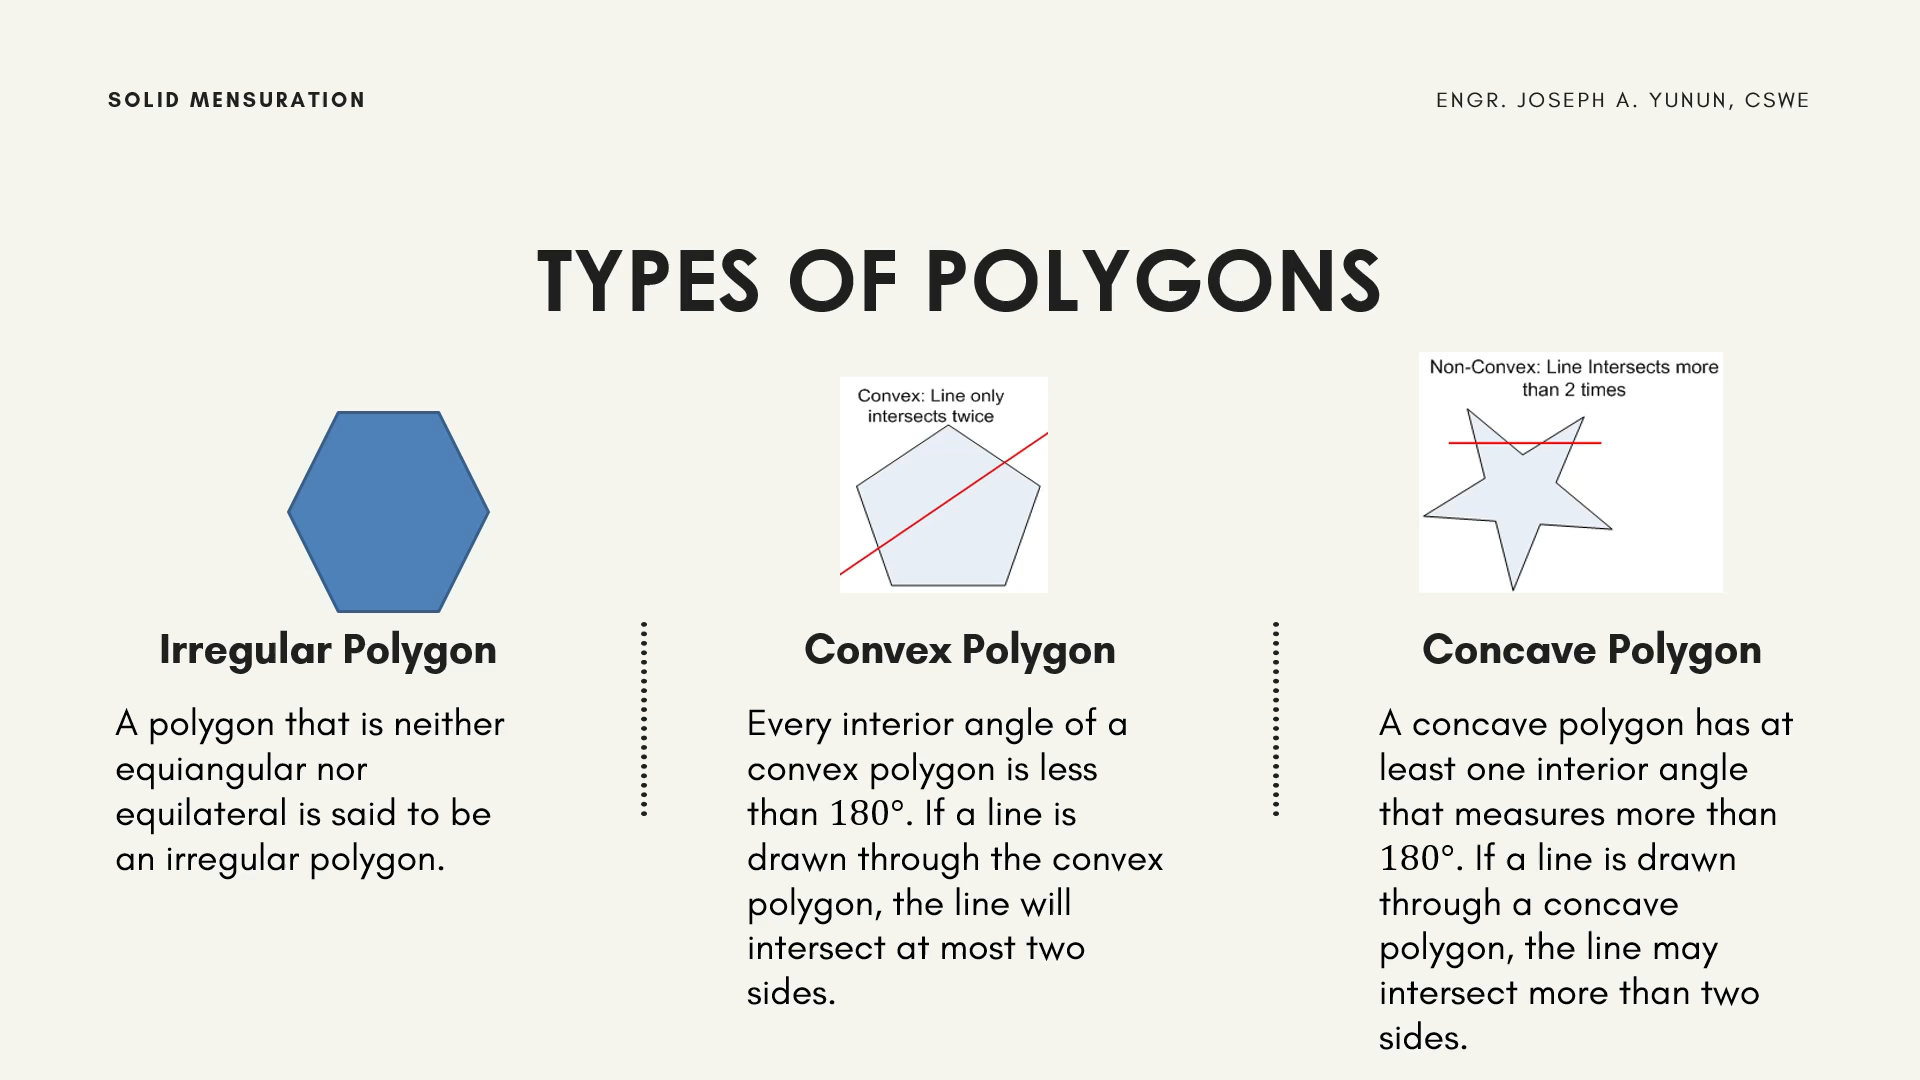 SOLID MENSURATION
ENGR. JOSEPH A. YUNUN, CSWE
TYPES OF POLYGONS
Convex: Line only
intersects twice
Non-Convex: Line Intersects more
than 2 times
Irregular Polygon
A polygon that is neither
equiangular nor
equilateral is said to be
an irregular polygon.
Convex Polygon
Every interior angle of a
convex polygon is less
than 180°. If a line is
drawn through the convex
polygon, the line will
intersect at most two
sides.
Concave Polygon
A concave polygon has at
least one interior angle
that measures more than
180°. If a line is drawn
through a concave
polygon, the line may
intersect more than two
sides.